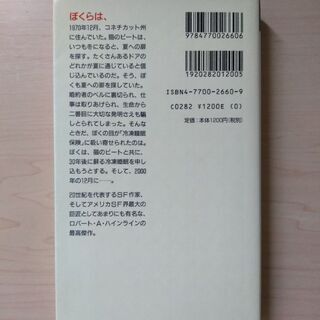 ぼくらは、
1970年12月、コネチカット州
に住んでいた。猫のピートは、
いつも冬になると、夏への扉
を探す。たくさんあるドアの
どれかが夏に通じていると信
じ込んでいるのだ。そう、ぼ
くも夏への扉を探していた。
婚約者のベルに裏切られ、仕
事は取りあげられ、生命から
二番目に大切な発明さえも騙
しとられてしまった。そんな
ときだ、ぼくの目が「冷凍睡眠
保険」に吸い寄せられたのは。
ぼくは、猫のピートと共に、
30年後に蘇る冷凍睡眠を申し
込もうとする。そして、2000
年の12月に――。
20世紀を代表するSF作家、
そしてアメリカSF界最大の
巨匠としてあまりにも有名な、
ロバート・A・ハインラインの
最高傑作。
9784770026606
1920282012005
ISBN4-7700-2660-9
C0282 ¥1200E (0)
定価:本体1200円(税別)